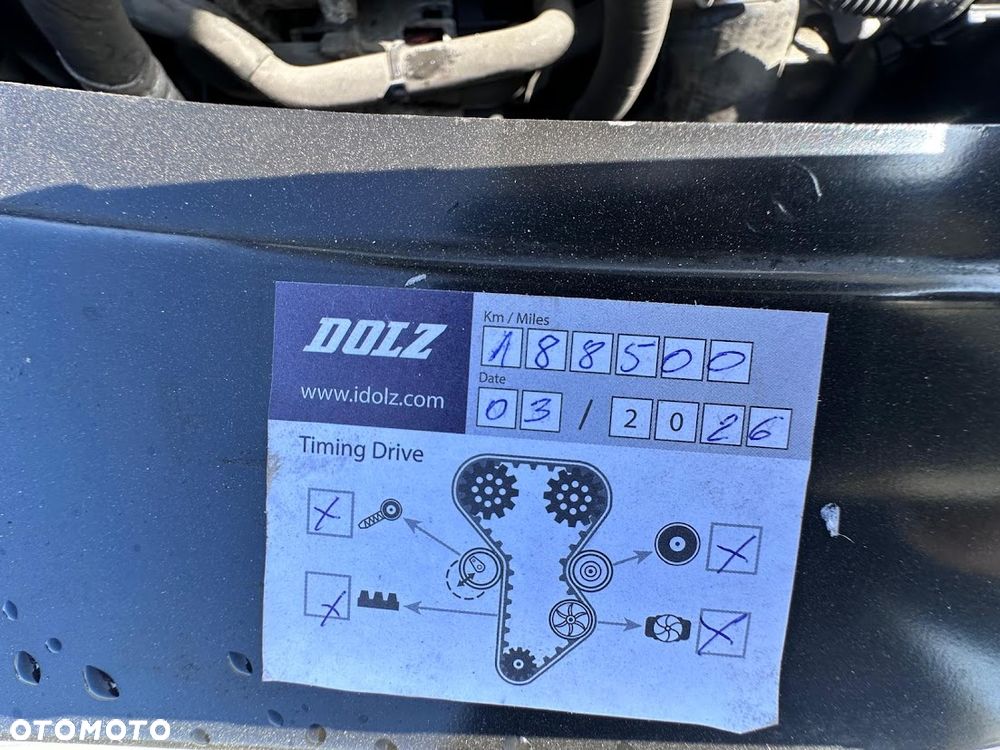 DOLZ
www.idolz.com
Km / Miles
188500
Date
03 / 2026
Timing Drive
X
X
X
X
OTOMOTO